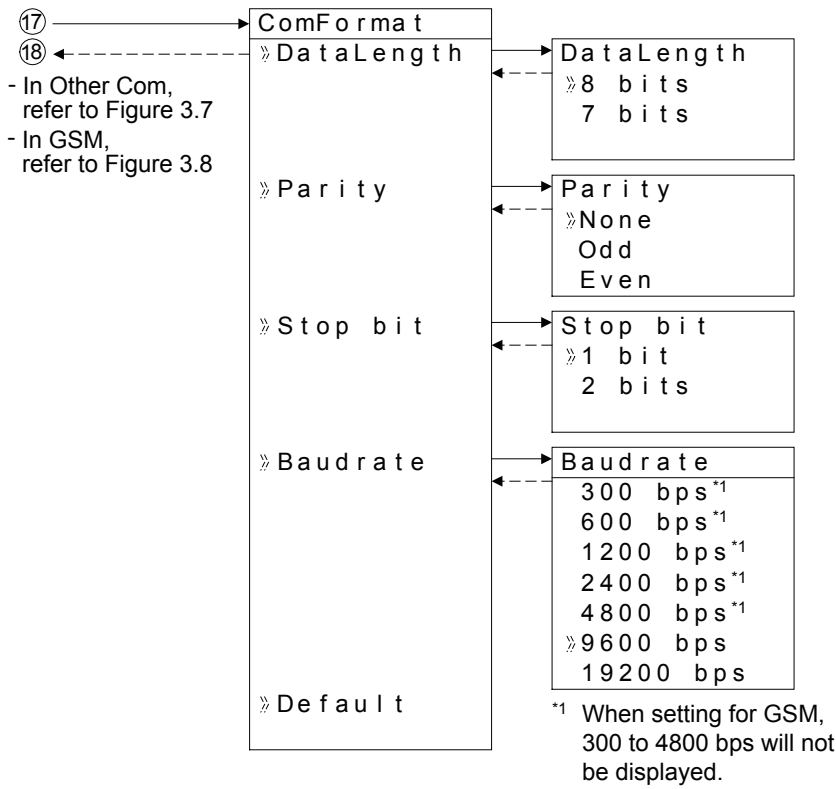 ⑰
⑱
- In Other Com,
refer to Figure 3.7
- In GSM,
refer to Figure 3.8
ComFormat
»DataLength
»Parity
»Stop bit
»Baudrate
»Default
DataLength
»8 bits
7 bits
Parity
»None
Odd
Even
Stop bit
»1 bit
2 bits
Baudrate
300 bps*1
600 bps*1
1200 bps*1
2400 bps*1
4800 bps*1
»9600 bps
19200 bps
*1 When setting for GSM,
300 to 4800 bps will not
be displayed.